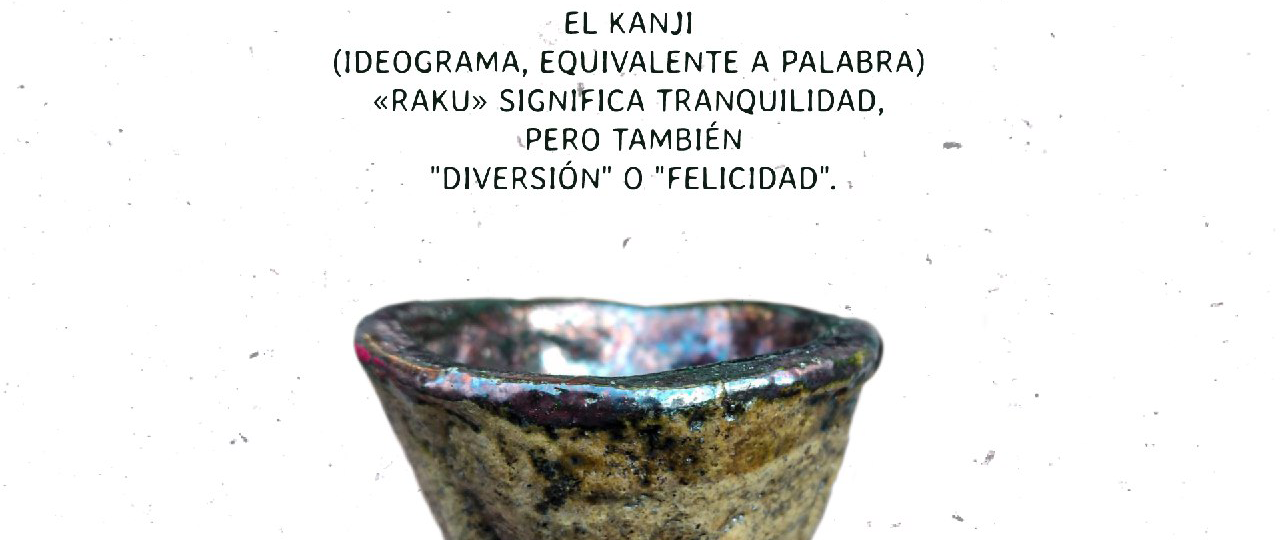 EL KANJI
(IDEOGRAMA, EQUIVALENTE A PALABRA)
«RAKU» SIGNIFICA TRANQUILIDAD,
PERO TAMBIÉN
"DIVERSIÓN" O "FELICIDAD".